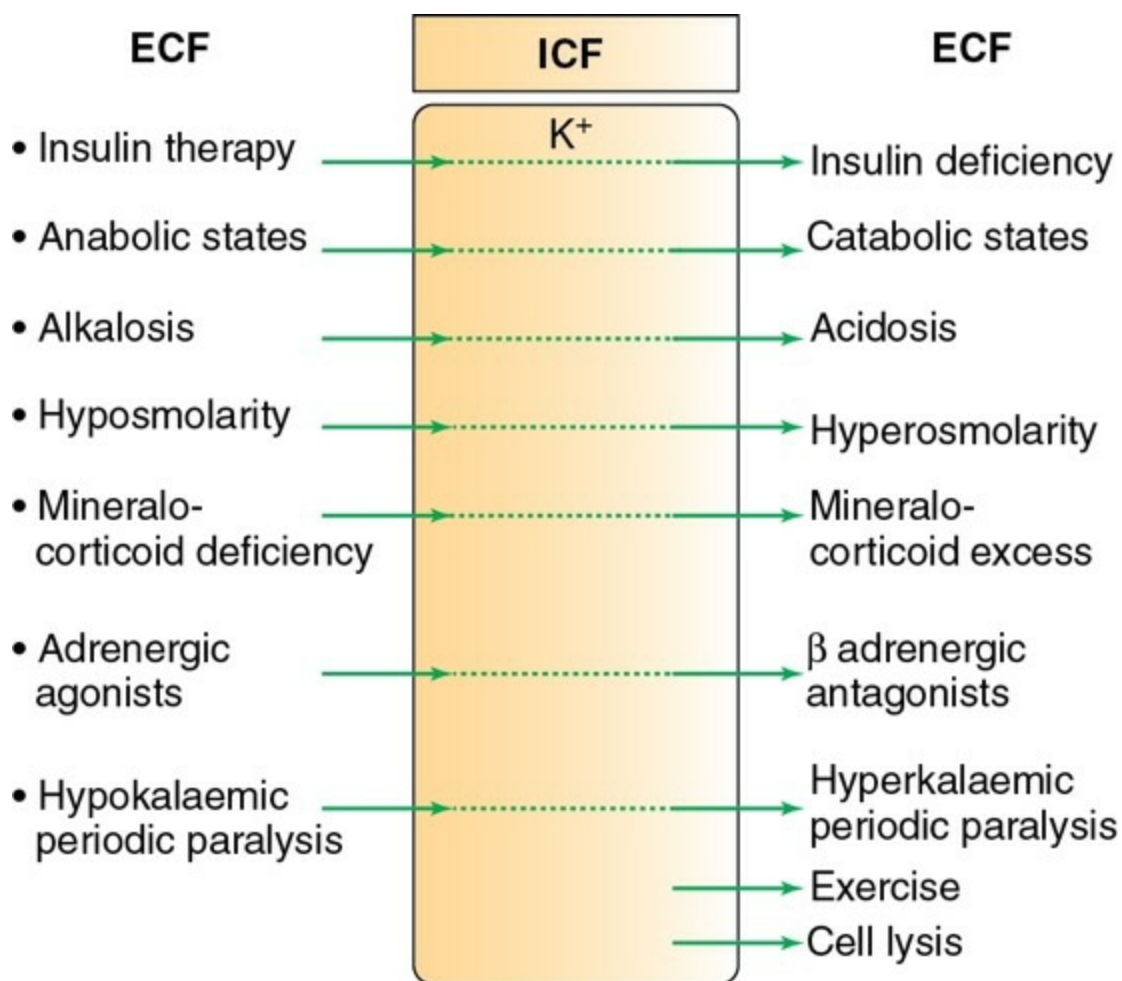 ECF ICF ECF
K⁺
• Insulin therapy
Insulin deficiency
• Anabolic states
Catabolic states
• Alkalosis
Acidosis
• Hyposmolarity
Hyperosmolarity
• Mineralo-
corticoid deficiency
Mineralo-
corticoid excess
• Adrenergic
agonists
β adrenergic
antagonists
• Hypokalaemic
periodic paralysis
Hyperkalaemic
periodic paralysis
Exercise
Cell lysis